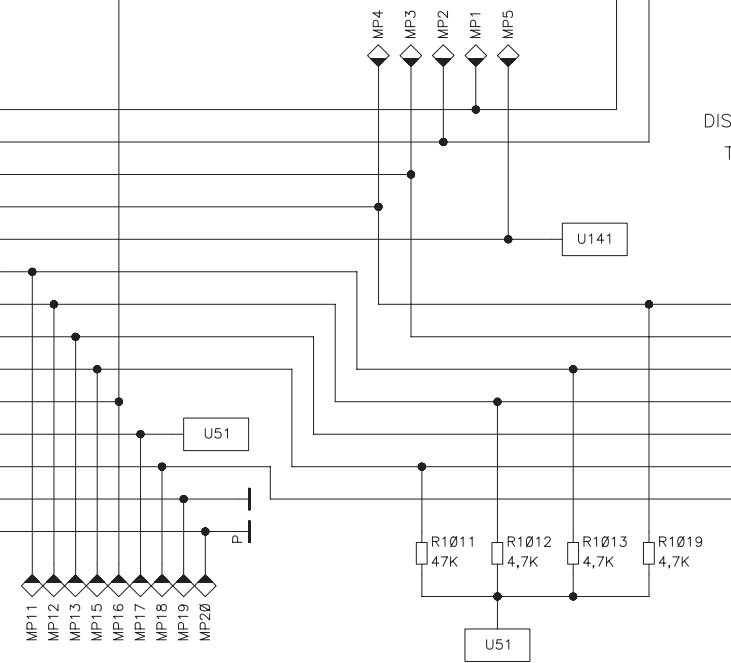 MP4
MP3
MP2
MP1
MP5
DIS
T
U141
U51
P
R1Ø11
47K
R1Ø12
4,7K
R1Ø13
4,7K
R1Ø19
4,7K
MP11
MP12
MP13
MP15
MP16
MP17
MP18
MP19
MP2Ø
U51